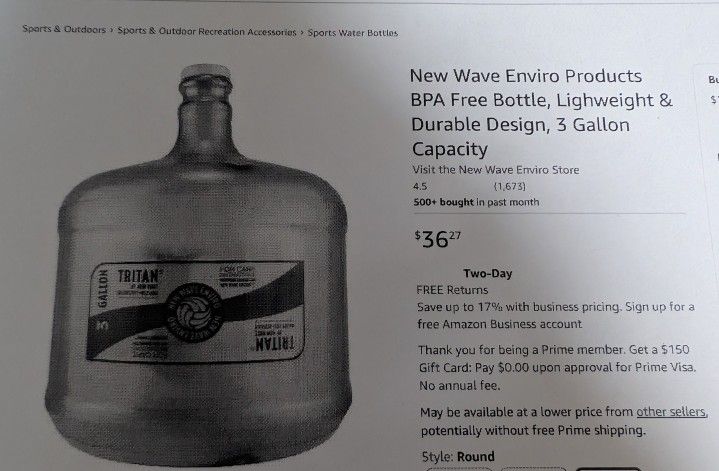 Sports & Outdoors › Sports & Outdoor Recreation Accessories › Sports Water Bottles
New Wave Enviro Products
BPA Free Bottle, Lighweight &
Durable Design, 3 Gallon
Capacity
Visit the New Wave Enviro Store
4.5 (1,673)
500+ bought in past month
$36 27
Two-Day
FREE Returns
Save up to 17% with business pricing. Sign up for a
free Amazon Business account
Thank you for being a Prime member. Get a $150
Gift Card: Pay $0.00 upon approval for Prime Visa.
No annual fee.
May be available at a lower price from other sellers,
potentially without free Prime shipping.
Style: Round
3 GALLON
TRITAN
TRITAN